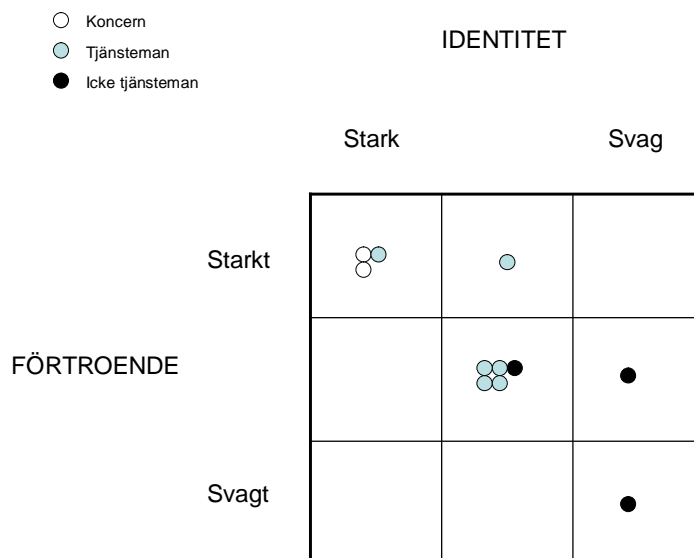 Koncern
Tjänsteman
Icke tjänsteman
IDENTITET
Stark
Svag
Starkt
FÖRTROENDE
Svagt